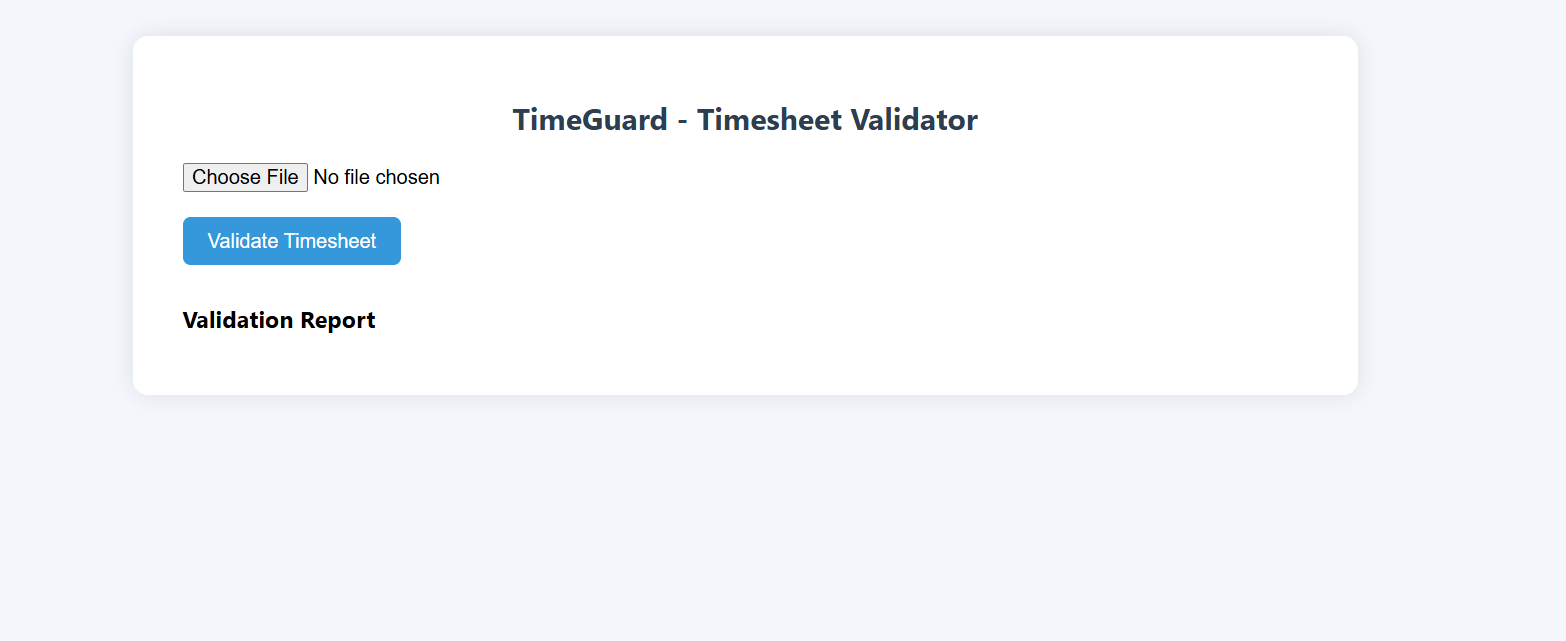 TimeGuard - Timesheet Validator
Choose File No file chosen
Validate Timesheet
Validation Report